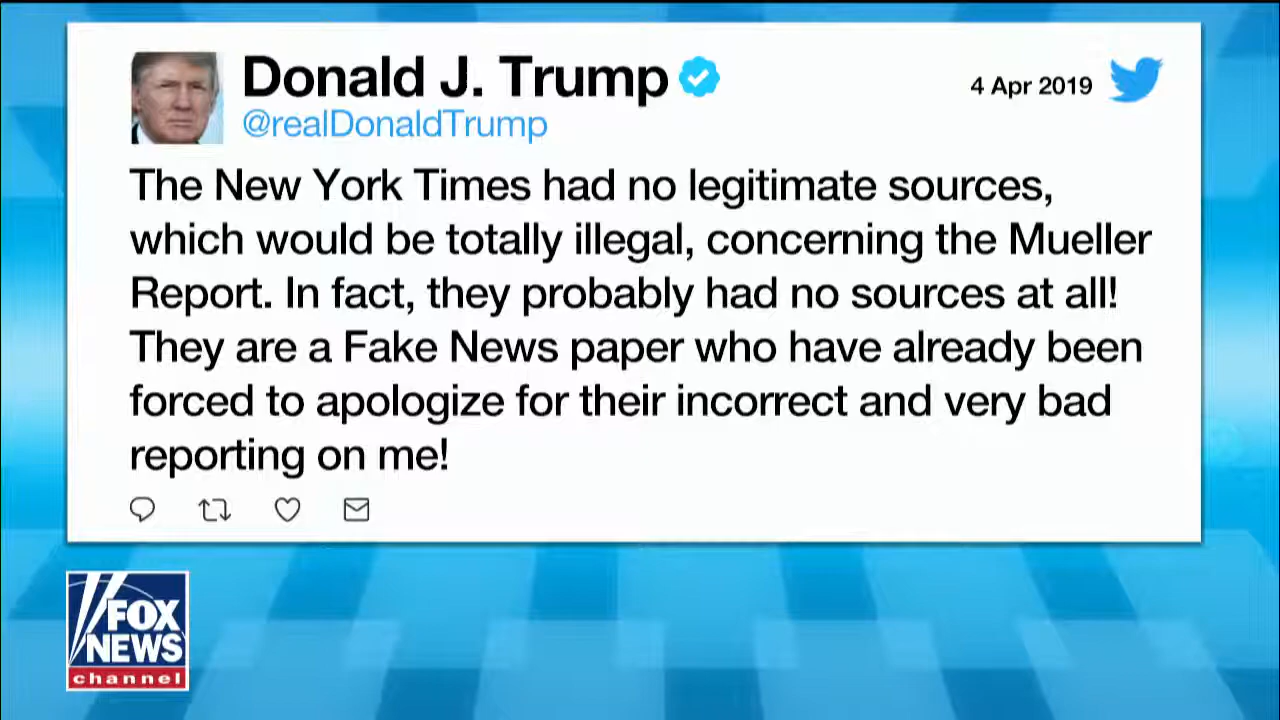 Donald J. Trump
@realDonaldTrump
4 Apr 2019
The New York Times had no legitimate sources,
which would be totally illegal, concerning the Mueller
Report. In fact, they probably had no sources at all!
They are a Fake News paper who have already been
forced to apologize for their incorrect and very bad
reporting on me!
FOX
NEWS
channel